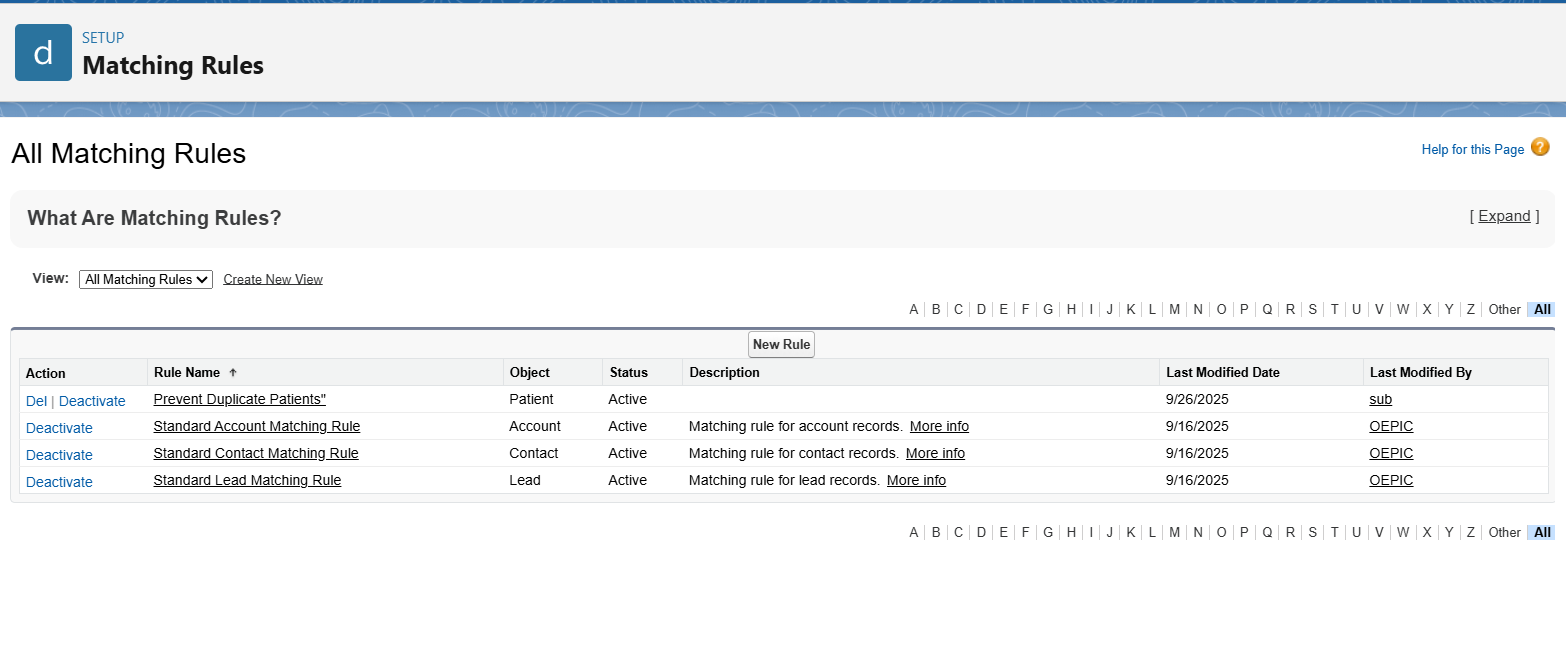 d
SETUP
Matching Rules
All Matching Rules
Help for this Page ?
What Are Matching Rules?
[ Expand ]
View: All Matching Rules Create New View
A | B | C | D | E | F | G | H | I | J | K | L | M | N | O | P | Q | R | S | T | U | V | W | X | Y | Z | Other | All
New Rule
Action Rule Name ↑ Object Status Description Last Modified Date Last Modified By
Del | Deactivate Prevent Duplicate Patients" Patient Active 9/26/2025 sub
Deactivate Standard Account Matching Rule Account Active Matching rule for account records. More info 9/16/2025 OEPIC
Deactivate Standard Contact Matching Rule Contact Active Matching rule for contact records. More info 9/16/2025 OEPIC
Deactivate Standard Lead Matching Rule Lead Active Matching rule for lead records. More info 9/16/2025 OEPIC
A | B | C | D | E | F | G | H | I | J | K | L | M | N | O | P | Q | R | S | T | U | V | W | X | Y | Z | Other | All